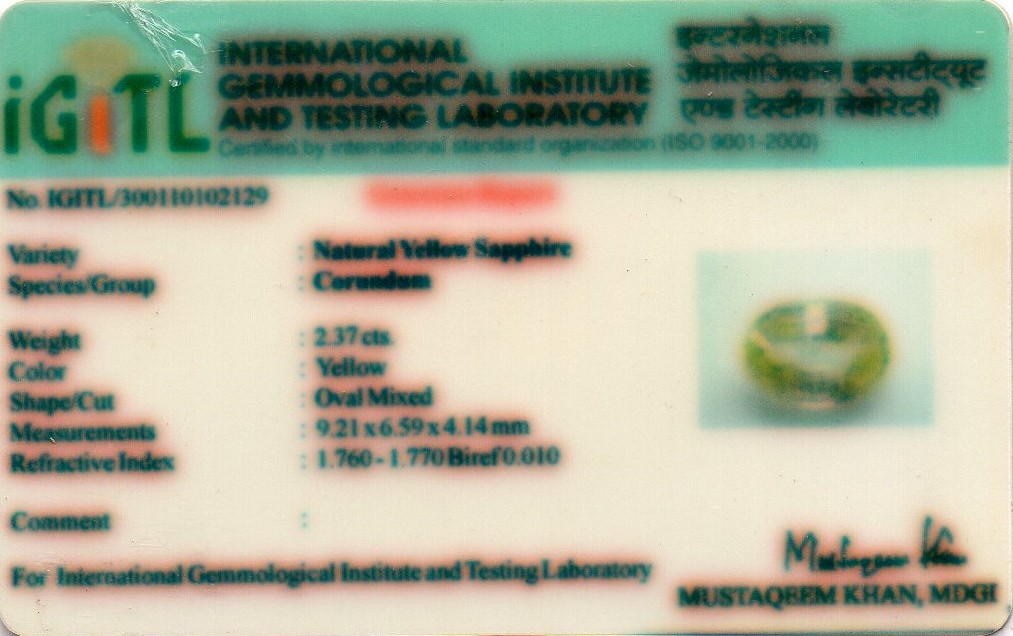 iGiTL
INTERNATIONAL
GEMMOLOGICAL INSTITUTE
AND TESTING LABORATORY
Certified by international standard organization (ISO 9001-2000)
इन्टरनेशनल
जेमोलोजिकल इन्सटीट्यूट
एण्ड टेस्टींग लेबोरेटरी
No. IGITL/300110102129
Variety : Natural Yellow Sapphire
Species/Group : Corundum
Weight : 2.37 cts.
Color : Yellow
Shape/Cut : Oval Mixed
Measurements : 9.21 x 6.59 x 4.14 mm
Refractive Index : 1.760 - 1.770 Biref 0.010
Comment :
For International Gemmological Institute and Testing Laboratory
Mustaqeem Khan
MUSTAQEEM KHAN, MDGI